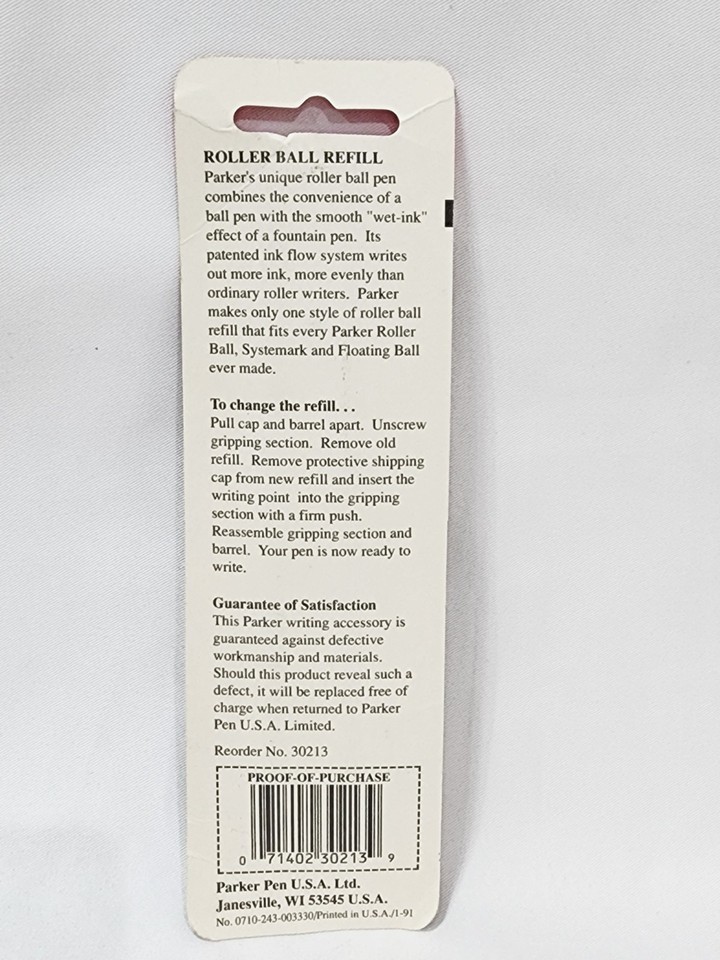 ROLLER BALL REFILL
Parker's unique roller ball pen
combines the convenience of a
ball pen with the smooth "wet-ink"
effect of a fountain pen. Its
patented ink flow system writes
out more ink, more evenly than
ordinary roller writers. Parker
makes only one style of roller ball
refill that fits every Parker Roller
Ball, Systemark and Floating Ball
ever made.
To change the refill. . .
Pull cap and barrel apart. Unscrew
gripping section. Remove old
refill. Remove protective shipping
cap from new refill and insert the
writing point into the gripping
section with a firm push.
Reassemble gripping section and
barrel. Your pen is now ready to
write.
Guarantee of Satisfaction
This Parker writing accessory is
guaranteed against defective
workmanship and materials.
Should this product reveal such a
defect, it will be replaced free of
charge when returned to Parker
Pen U.S.A. Limited.
Reorder No. 30213
PROOF-OF-PURCHASE
0 71402 30213 9
Parker Pen U.S.A. Ltd.
Janesville, WI 53545 U.S.A.
No. 0710-243-003330/Printed in U.S.A./1-91